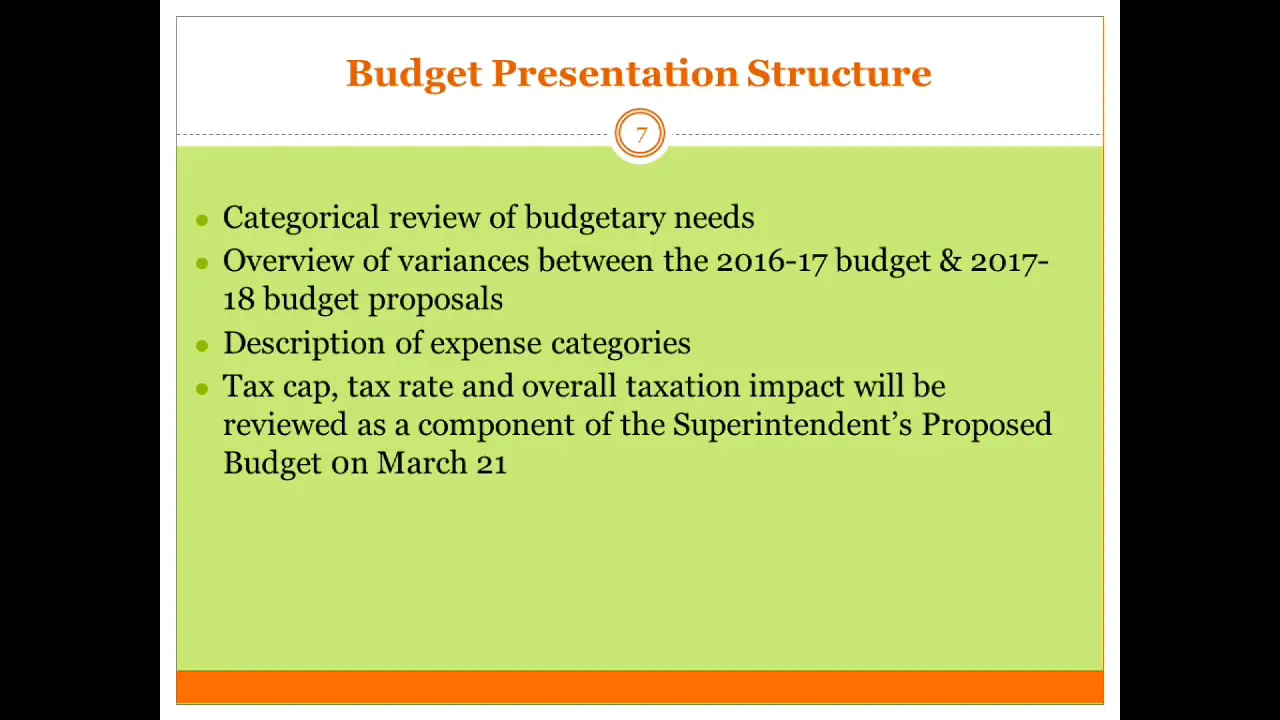 Budget Presentation Structure
7
● Categorical review of budgetary needs
● Overview of variances between the 2016-17 budget & 2017-
18 budget proposals
● Description of expense categories
● Tax cap, tax rate and overall taxation impact will be
reviewed as a component of the Superintendent’s Proposed
Budget 0n March 21